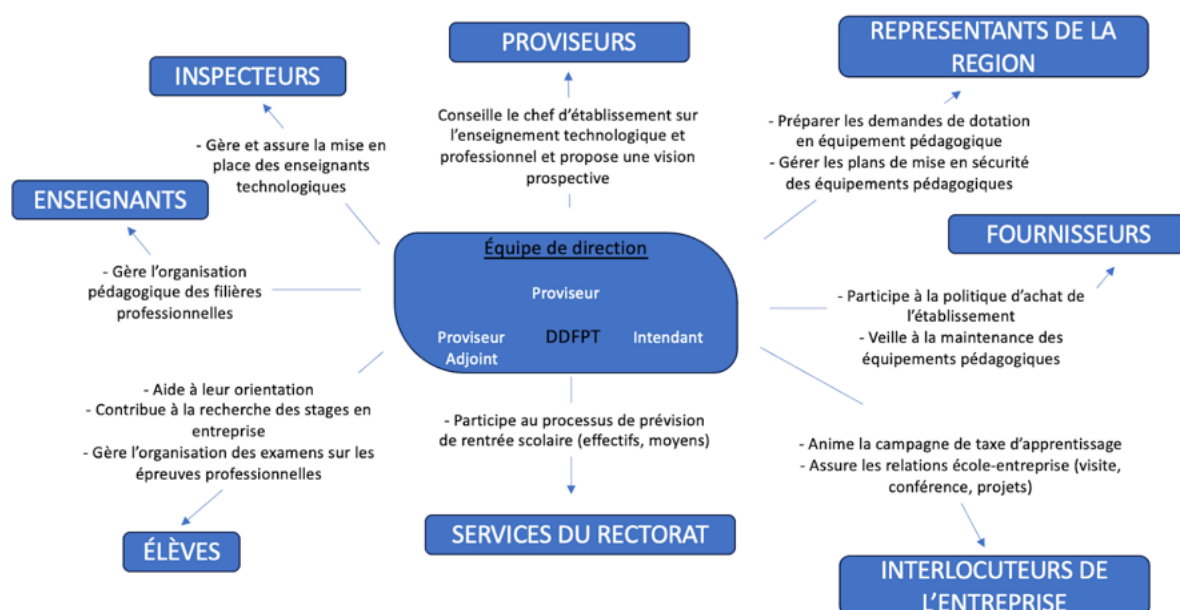 PROVISEURS
REPRESENTANTS DE LA
REGION
INSPECTEURS
Conseille le chef d'établissement sur
l'enseignement technologique et
professionnel et propose une vision
prospective
- Préparer les demandes de dotation
en équipement pédagogique
- Gérer les plans de mise en sécurité
des équipements pédagogiques
- Gère et assure la mise en
place des enseignants
technologiques
ENSEIGNANTS
FOURNISSEURS
Équipe de direction
Proviseur
Proviseur
Adjoint
DDFPT
Intendant
- Gère l'organisation
pédagogique des filières
professionnelles
- Participe à la politique d'achat de
l'établissement
- Veille à la maintenance des
équipements pédagogiques
- Aide à leur orientation
- Contribue à la recherche des stages en
entreprise
- Gère l'organisation des examens sur les
épreuves professionnelles
- Participe au processus de prévision
de rentrée scolaire (effectifs, moyens)
- Anime la campagne de taxe d'apprentissage
- Assure les relations école-entreprise (visite,
conférence, projets)
ÉLÈVES
SERVICES DU RECTORAT
INTERLOCUTEURS DE
L'ENTREPRISE